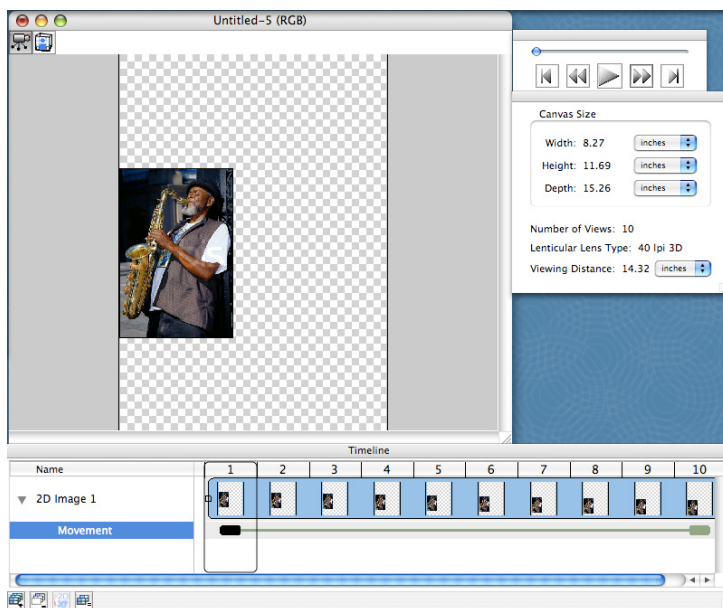 Untitled-5 (RGB)
Canvas Size
Width: 8.27 inches
Height: 11.69 inches
Depth: 15.26 inches
Number of Views: 10
Lenticular Lens Type: 40 lpi 3D
Viewing Distance: 14.32 inches
Timeline
Name 1 2 3 4 5 6 7 8 9 10
2D Image 1
Movement